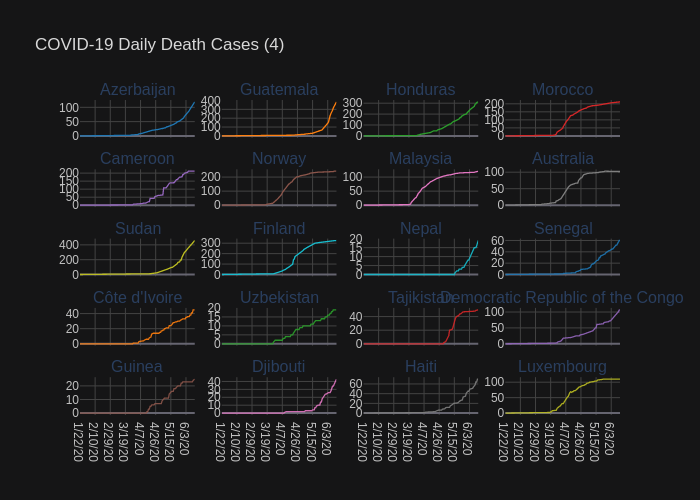 COVID-19 Daily Death Cases (4)
Azerbaijan Guatemala Honduras Morocco
100 50 0
400 300 200 100 0
300 200 100 0
200 150 100 50 0
Cameroon Norway Malaysia Australia
200 150 100 50 0
200 100 0
100 50 0
100 50 0
Sudan Finland Nepal Senegal
400 200 0
300 200 100 0
20 15 10 5 0
60 40 20 0
Côte d'Ivoire Uzbekistan Tajikistan Democratic Republic of the Congo
40 20 0
20 15 10 5 0
40 20 0
100 50 0
Guinea Djibouti Haiti Luxembourg
20 10 0
40 30 20 10 0
60 40 20 0
100 50 0
1/22/20 2/10/20 2/29/20 3/19/20 4/7/20 4/26/20 5/15/20 6/3/20
1/22/20 2/10/20 2/29/20 3/19/20 4/7/20 4/26/20 5/15/20 6/3/20
1/22/20 2/10/20 2/29/20 3/19/20 4/7/20 4/26/20 5/15/20 6/3/20
1/22/20 2/10/20 2/29/20 3/19/20 4/7/20 4/26/20 5/15/20 6/3/20